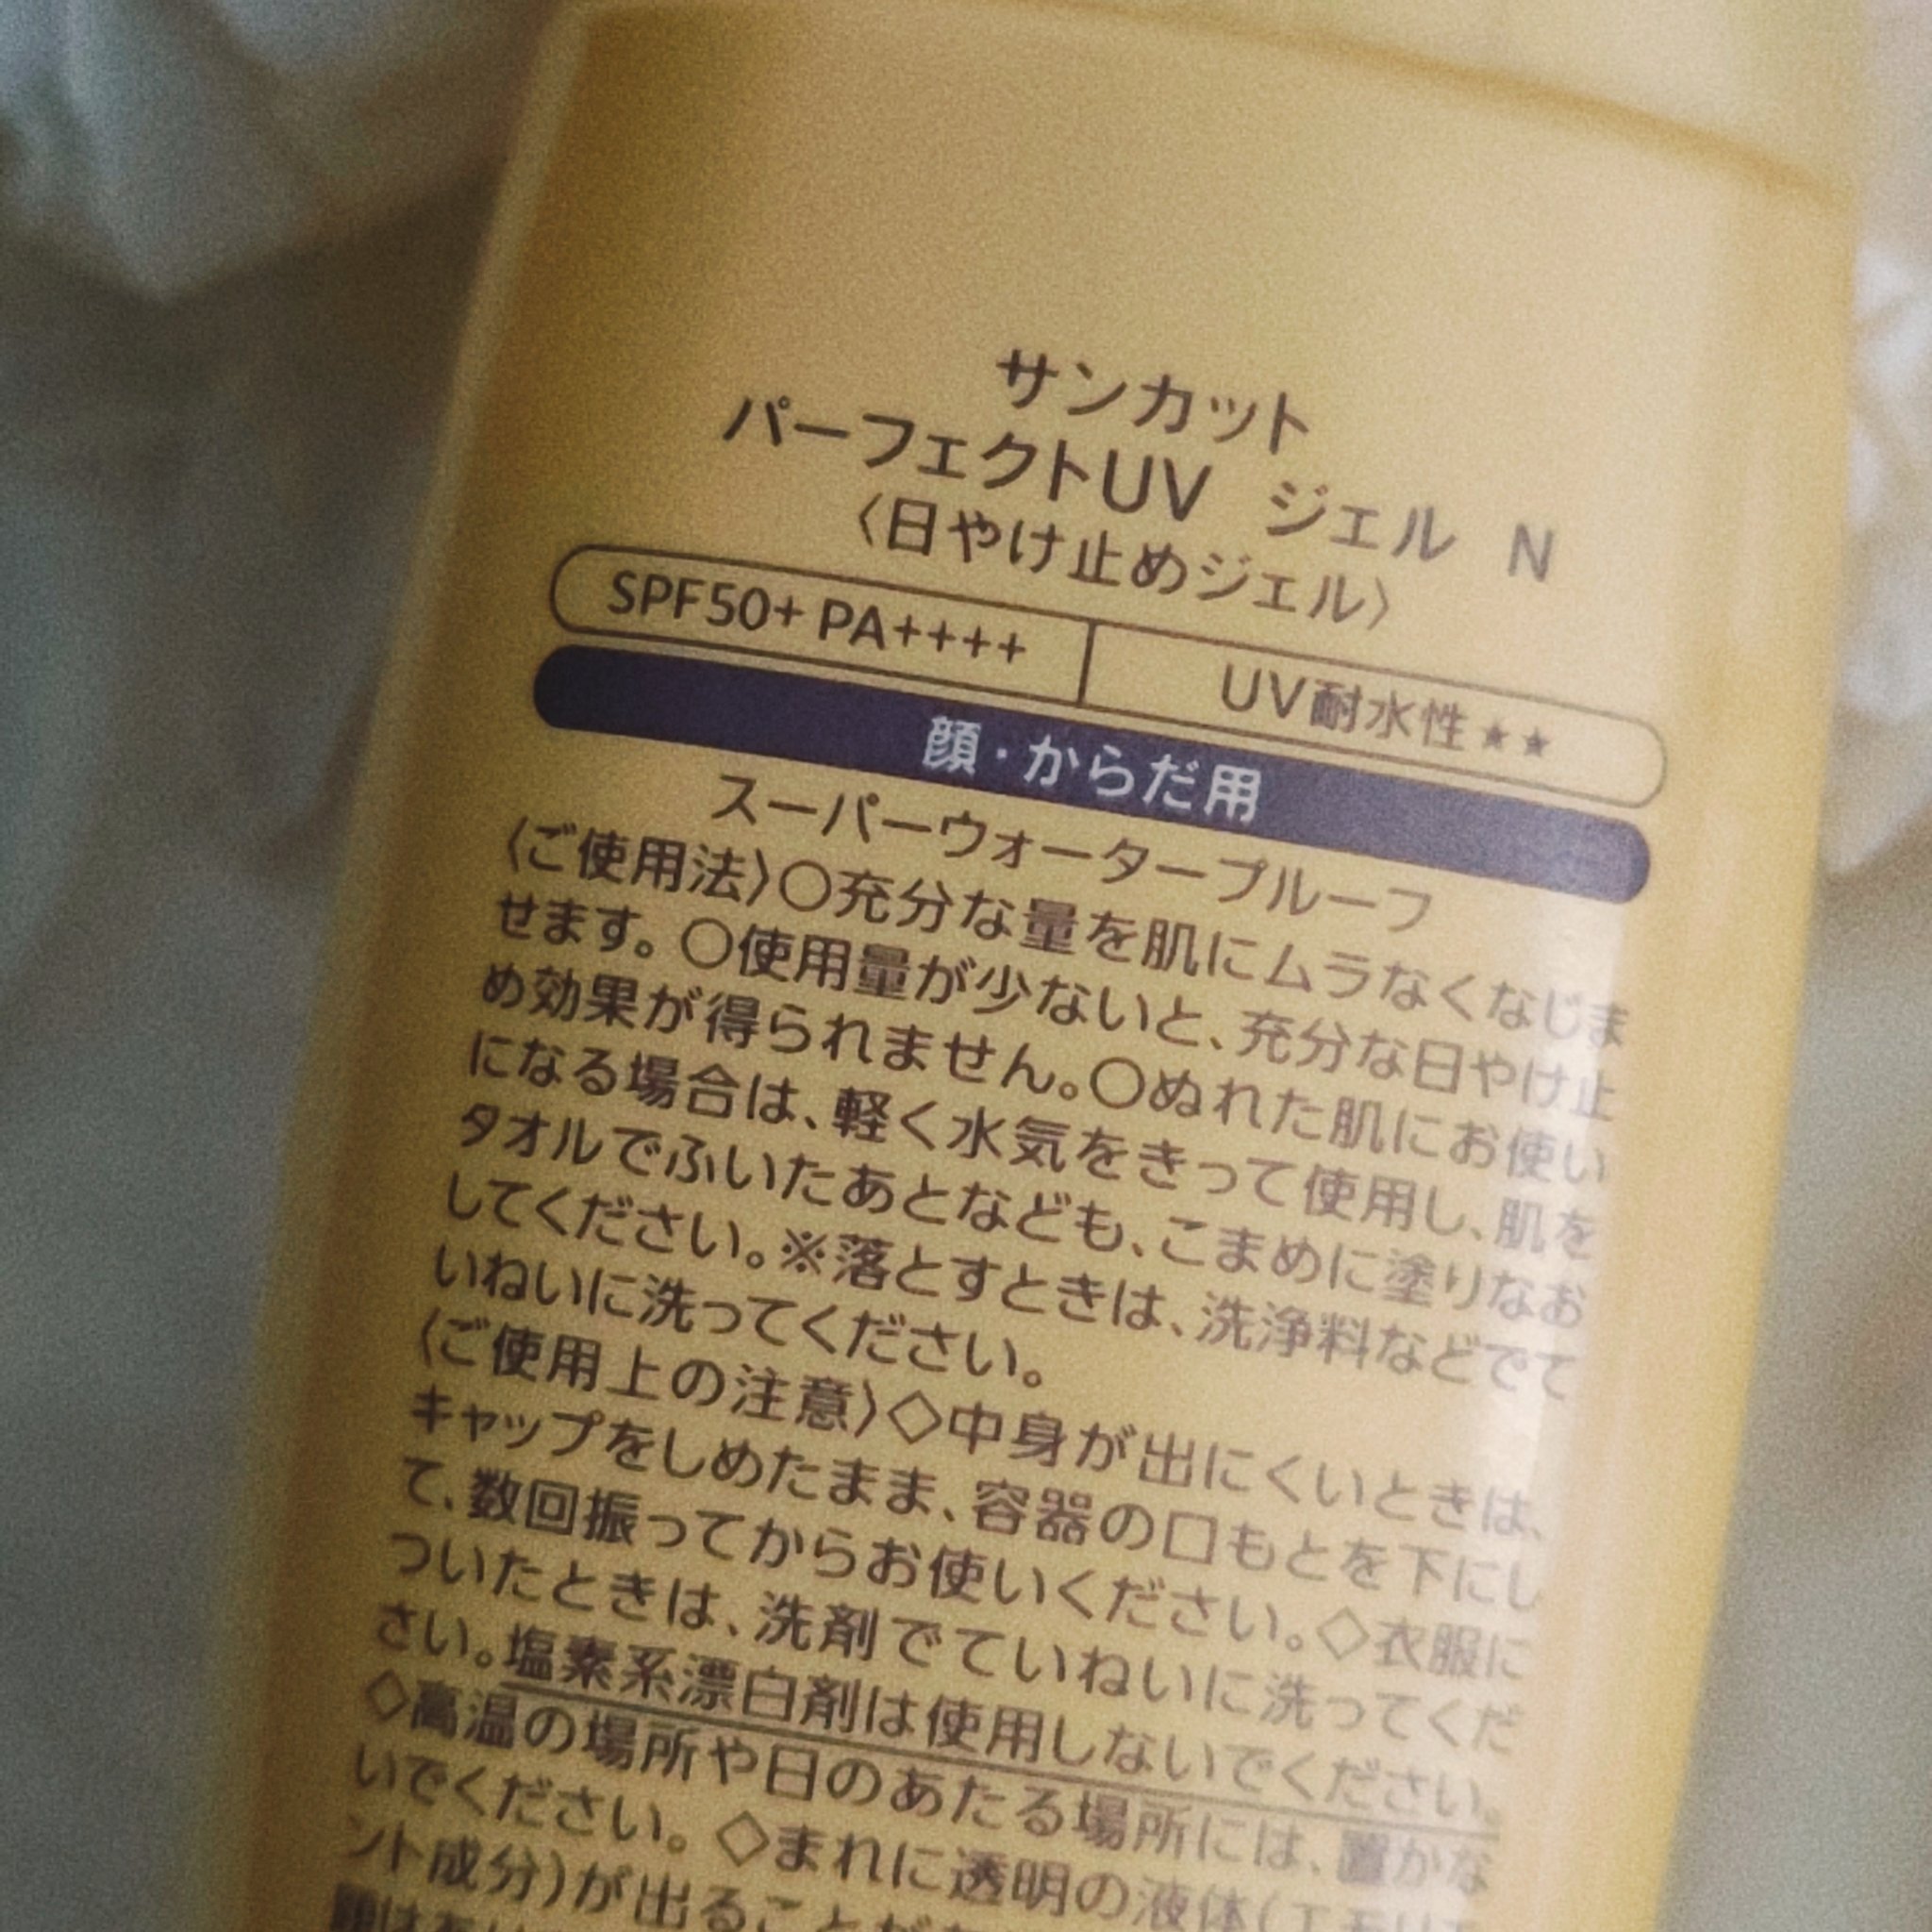 サンカット
パーフェクトUV ジェル N
〈日やけ止めジェル〉
SPF50+ PA++++
UV耐水性★★
顔・からだ用
スーパーウォータープルーフ
〈ご使用法〉○充分な量を肌にムラなくなじま
せます。○使用量が少ないと、充分な日やけ止
め効果が得られません。○ぬれた肌にお使い
になる場合は、軽く水気をきって使用し、肌を
タオルでふいたあとなども、こまめに塗りなお
してください。※落とすときは、洗浄料などでて
いねいに洗ってください。
〈ご使用上の注意〉◇中身が出にくいときは、
キャップをしめたまま、容器の口もとを下にし
て、数回振ってからお使いください。◇衣服に
ついたときは、洗剤でていねいに洗ってくだ
さい。塩素系漂白剤は使用しないでください。
◇高温の場所や日のあたる場所には、置かな
いでください。◇まれに透明の液体(エモリエ
ント成分)が出ることが